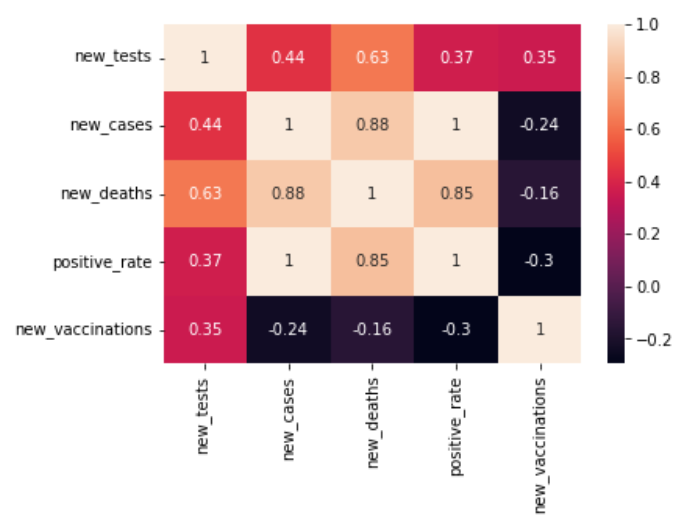 new_tests 1 0.44 0.63 0.37 0.35
new_cases 0.44 1 0.88 1 -0.24
new_deaths 0.63 0.88 1 0.85 -0.16
positive_rate 0.37 1 0.85 1 -0.3
new_vaccinations 0.35 -0.24 -0.16 -0.3 1
new_tests
new_cases
new_deaths
positive_rate
new_vaccinations
1.0
0.8
0.6
0.4
0.2
0.0
−0.2